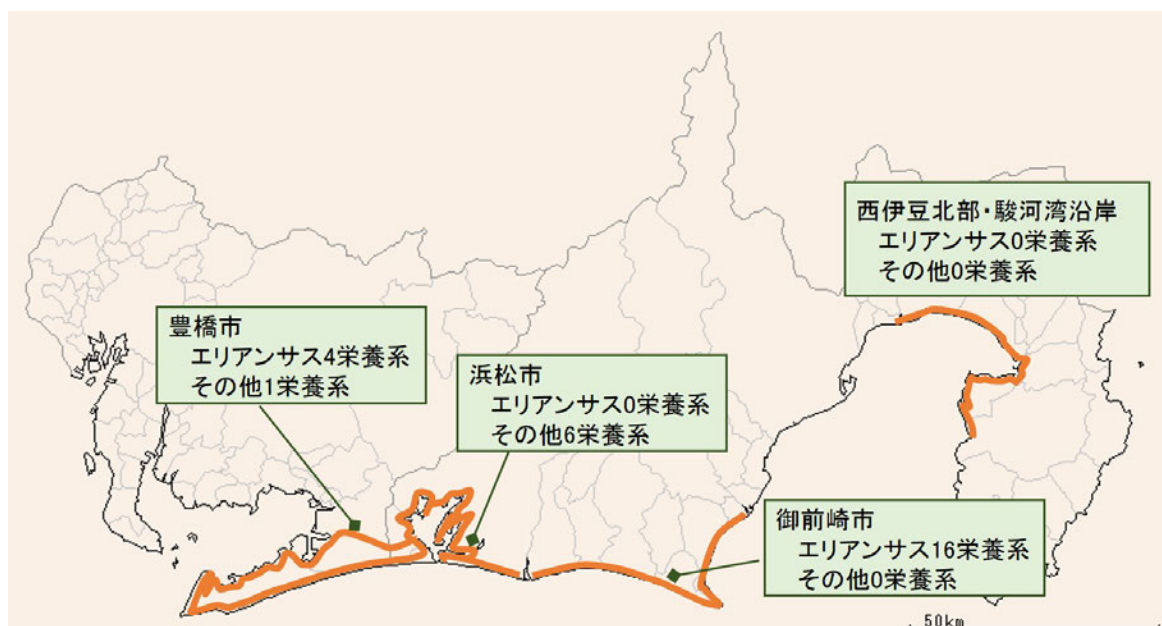 西伊豆北部・駿河湾沿岸
エリアンサス0栄養系
その他0栄養系
豊橋市
エリアンサス4栄養系
その他1栄養系
浜松市
エリアンサス0栄養系
その他6栄養系
御前崎市
エリアンサス16栄養系
その他0栄養系
50km